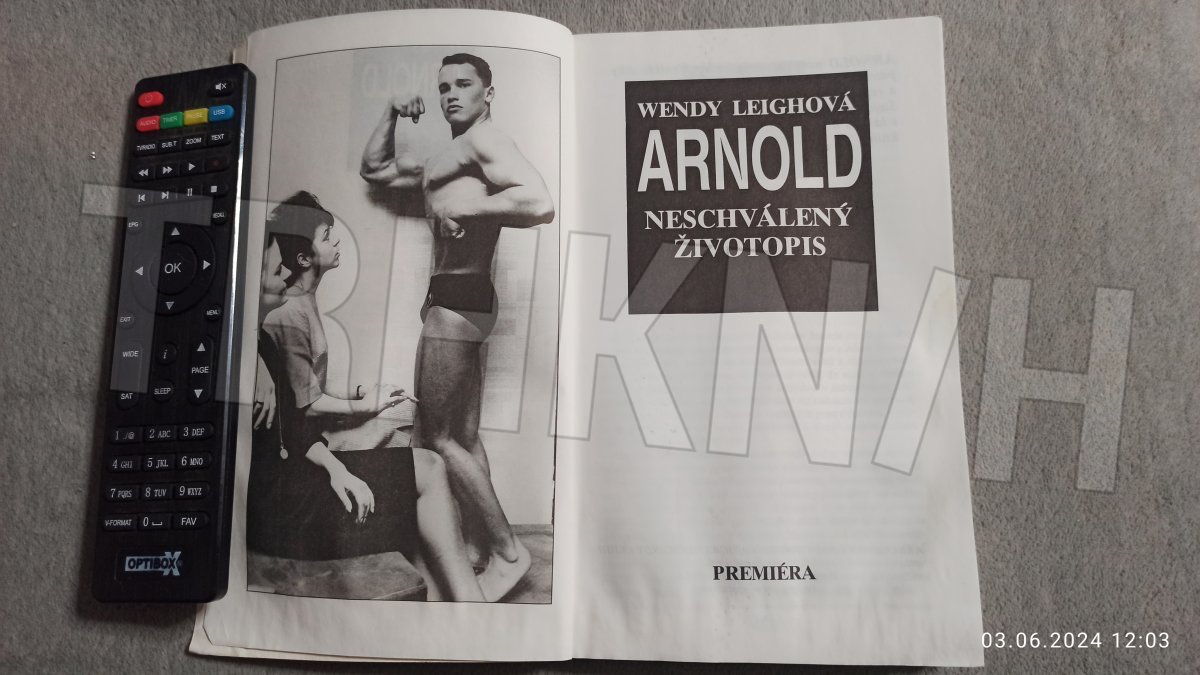 AUDIO TIMER PAUSE USB
TV/RADIO SUB.T ZOOM TEXT
EPG RECALL
OK
EXIT MENU
WIDE i PAGE
SAT SLEEP
1 ./@ 2 ABC 3 DEF
4 GHI 5 JKL 6 MNO
7 PQRS 8 TUV 9 WXYZ
V-FORMAT 0 FAV
OPTIBOX
WENDY LEIGHOVÁ
ARNOLD
NESCHVÁLENÝ
ŽIVOTOPIS
PREMIÉRA
03.06.2024 12:03